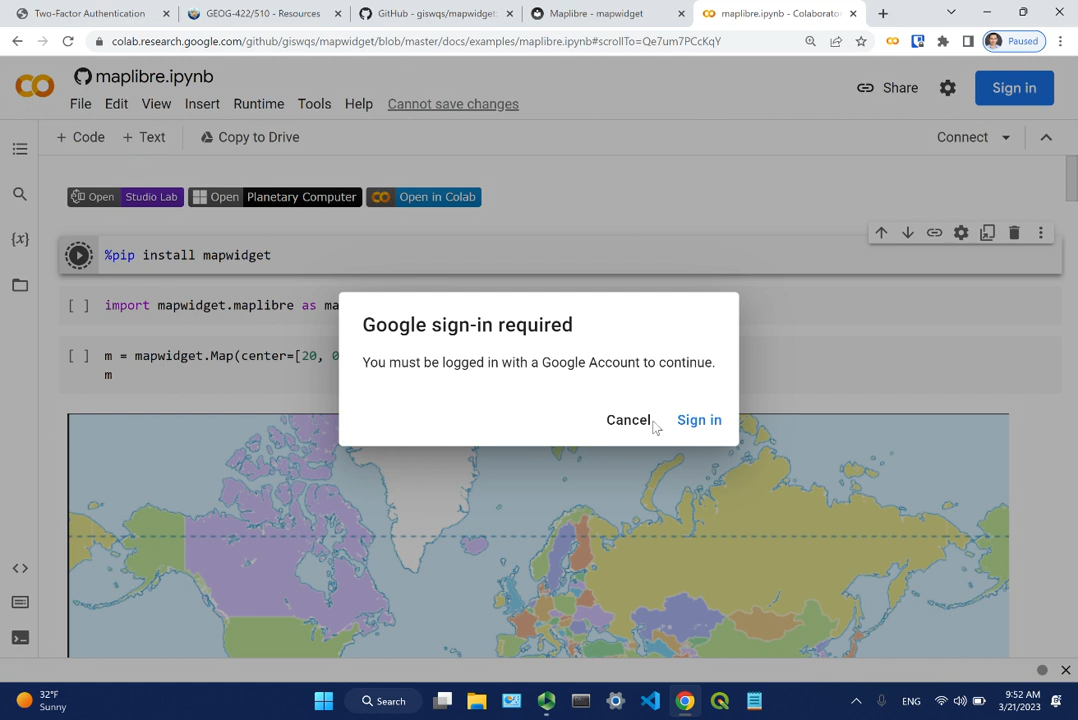 Two-Factor Authentication
GEOG-422/510 - Resources
GitHub - giswqs/mapwidget:
Maplibre - mapwidget
maplibre.ipynb - Colaborato
colab.research.google.com/github/giswqs/mapwidget/blob/master/docs/examples/maplibre.ipynb#scrollTo=Qe7um7PCcKqY
Paused
maplibre.ipynb
File Edit View Insert Runtime Tools Help Cannot save changes
Share
Sign in
+ Code + Text Copy to Drive
Connect
Open Studio Lab
Open Planetary Computer
Open in Colab
%pip install mapwidget
[ ] import mapwidget.maplibre as ma
[ ] m = mapwidget.Map(center=[20, 0
m
{x}
Google sign-in required
You must be logged in with a Google Account to continue.
Cancel Sign in
32°F
Sunny
Search
ENG
9:52 AM
3/21/2023